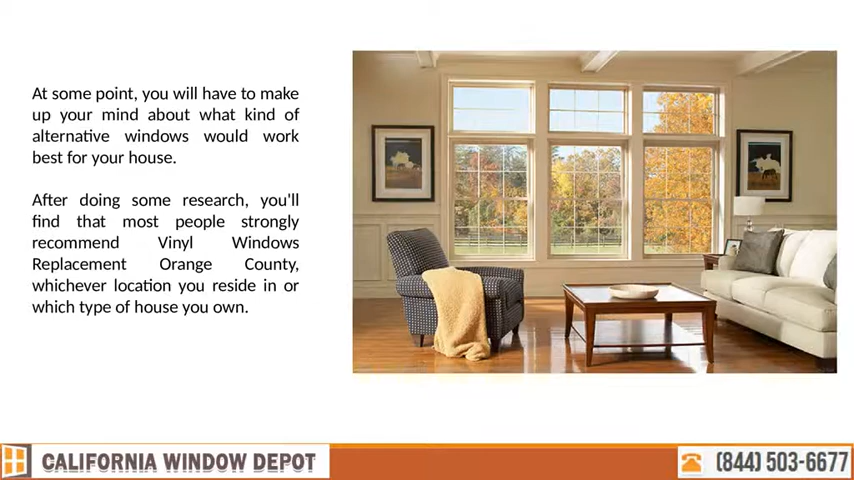 At some point, you will have to make
up your mind about what kind of
alternative windows would work
best for your house.
After doing some research, you'll
find that most people strongly
recommend Vinyl Windows
Replacement Orange County,
whichever location you reside in or
which type of house you own.
CALIFORNIA WINDOW DEPOT
(844) 503-6677